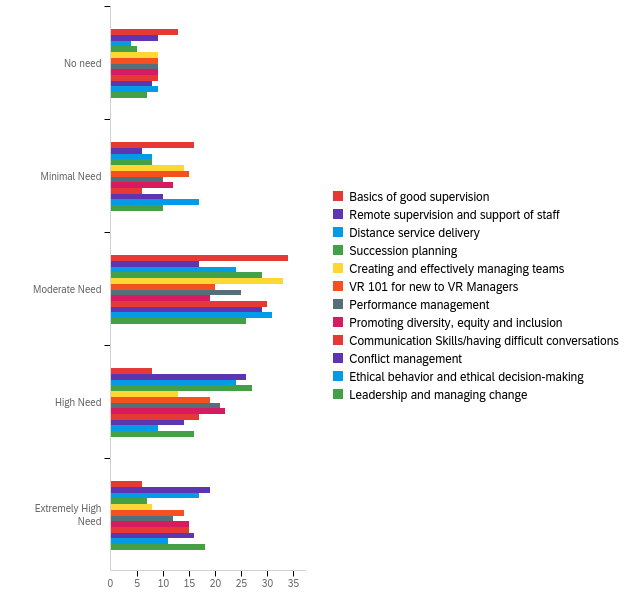 No need
Minimal Need
Moderate Need
High Need
Extremely High
Need
0 5 10 15 20 25 30 35
Basics of good supervision
Remote supervision and support of staff
Distance service delivery
Succession planning
Creating and effectively managing teams
VR 101 for new to VR Managers
Performance management
Promoting diversity, equity and inclusion
Communication Skills/having difficult conversations
Conflict management
Ethical behavior and ethical decision-making
Leadership and managing change